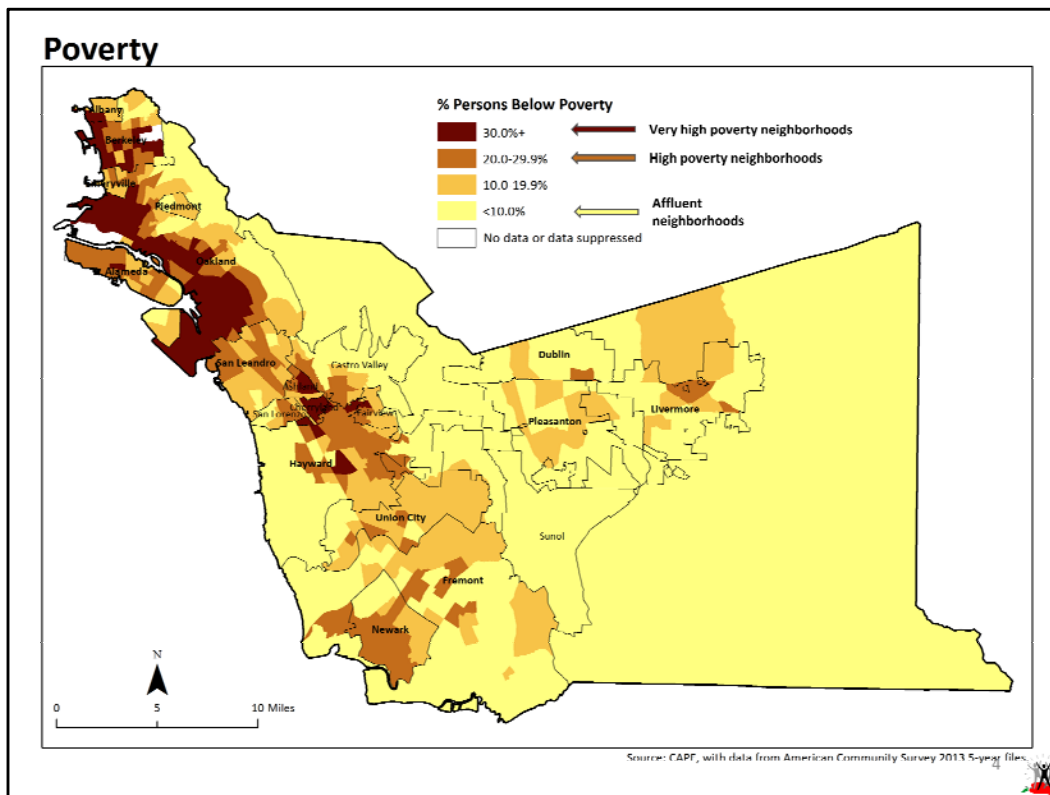 Poverty
% Persons Below Poverty
30.0%+
Very high poverty neighborhoods
20.0-29.9%
High poverty neighborhoods
10.0 19.9%
<10.0%
Affluent
neighborhoods
No data or data suppressed
Albany
Berkeley
Emeryville
Piedmont
Oakland
Alameda
San Leandro
Castro Valley
Ashland
Cherryland
San Lorenzo
Fairview
Hayward
Union City
Fremont
Newark
Dublin
Pleasanton
Livermore
Sunol
N
0 5 10 Miles
Source: CAPE, with data from American Community Survey 2013 5-year files.
4